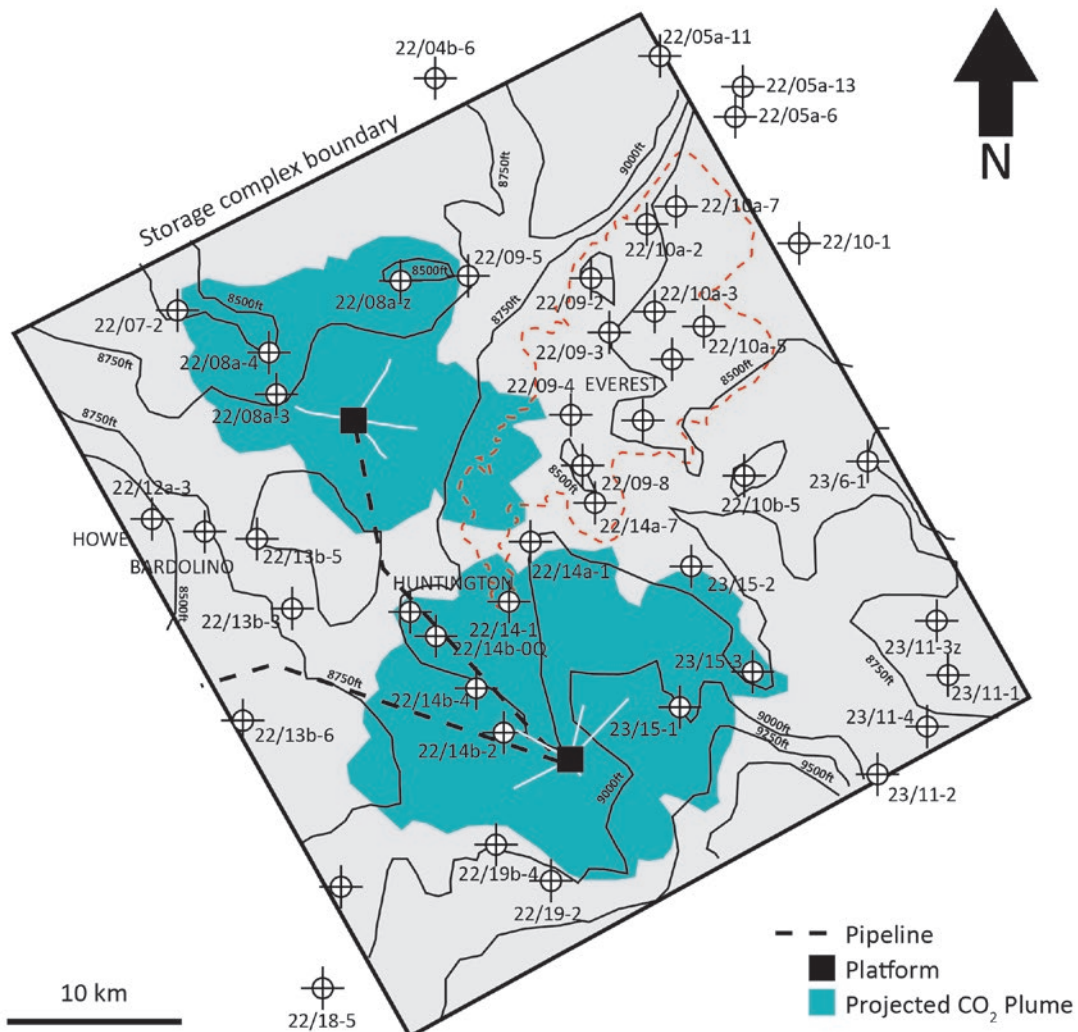 22/05a-11
22/04b-6
22/05a-13
22/05a-6
N
Storage complex boundary
8750ft
9000ft
22/10a-7
22/10a-2
22/10-1
22/09-5
8500ft
22/08a-z
8500ft
8750ft
22/09-2
22/10a-3
22/07-2
22/10a-5
22/09-3
8750ft
22/08a-4
8500ft
22/09-4
EVEREST
22/08a-3
8750ft
22/09-8
8500ft
22/12a-3
22/10b-5
23/6-1
22/14a-7
HOWE
22/13b-5
BARDOLINO
22/14a-1
HUNTINGTON
23/15-2
8500ft
22/13b-3
22/14-1
22/14b-0Q
23/11-3z
23/15-3
8750ft
8750ft
22/14b-4
23/11-1
22/13b-6
23/15-1
9000ft
23/11-4
22/14b-2
9250ft
9500ft
9000ft
23/11-2
22/19b-4
22/19-2
Pipeline
Platform
10 km
Projected CO2 Plume
22/18-5